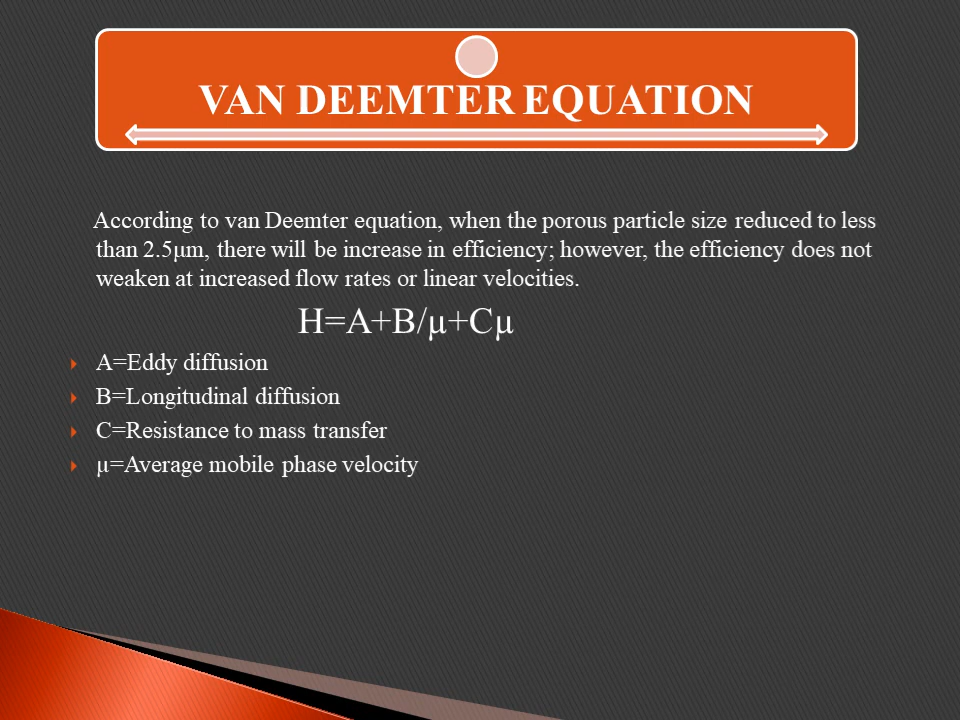 VAN DEEMTER EQUATION
According to van Deemter equation, when the porous particle size reduced to less
than 2.5µm, there will be increase in efficiency; however, the efficiency does not
weaken at increased flow rates or linear velocities.
H=A+B/µ+Cµ
A=Eddy diffusion
B=Longitudinal diffusion
C=Resistance to mass transfer
µ=Average mobile phase velocity